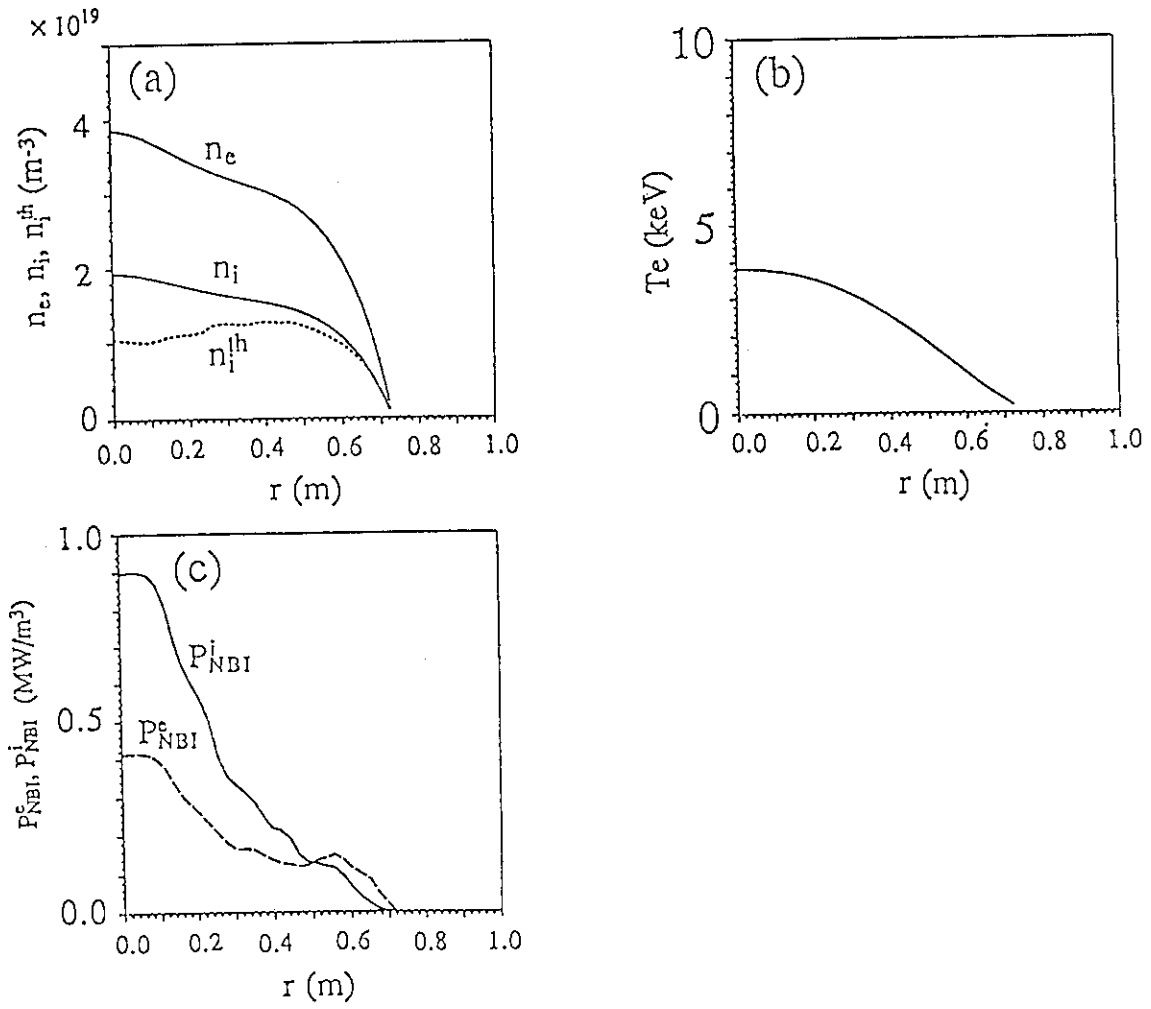 × 10¹⁹
(a)
n_e, n_i, n_i^th (m⁻³)
4
2
0
n_e
n_i
n_i^th
0.0 0.2 0.4 0.6 0.8 1.0
r (m)
(b)
Te (keV)
10
5
0
0.0 0.2 0.4 0.6 0.8 1.0
r (m)
(c)
P^e_NBI, P^i_NBI (MW/m³)
1.0
0.5
0.0
P^i_NBI
P^e_NBI
0.0 0.2 0.4 0.6 0.8 1.0
r (m)